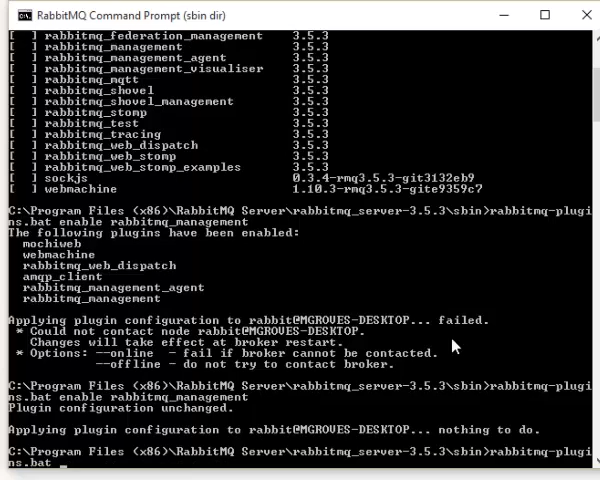 RabbitMQ Command Prompt (sbin dir)
[  ] rabbitmq_federation_management    3.5.3
[  ] rabbitmq_management               3.5.3
[  ] rabbitmq_management_agent         3.5.3
[  ] rabbitmq_management_visualiser    3.5.3
[  ] rabbitmq_mqtt                     3.5.3
[  ] rabbitmq_shovel                   3.5.3
[  ] rabbitmq_shovel_management        3.5.3
[  ] rabbitmq_stomp                    3.5.3
[  ] rabbitmq_test                     3.5.3
[  ] rabbitmq_tracing                  3.5.3
[  ] rabbitmq_web_dispatch             3.5.3
[  ] rabbitmq_web_stomp                3.5.3
[  ] rabbitmq_web_stomp_examples       3.5.3
[  ] sockjs                            0.3.4-rmq3.5.3-git3132eb9
[  ] webmachine                        1.10.3-rmq3.5.3-gite9359c7
C:\Program Files (x86)\RabbitMQ Server\rabbitmq_server-3.5.3\sbin>rabbitmq-plugi
ns.bat enable rabbitmq_management
The following plugins have been enabled:
  mochiweb
  webmachine
  rabbitmq_web_dispatch
  amqp_client
  rabbitmq_management_agent
  rabbitmq_management
Applying plugin configuration to rabbit@MGROVES-DESKTOP... failed.
 * Could not contact node rabbit@MGROVES-DESKTOP.
   Changes will take effect at broker restart.
 * Options: --online  - fail if broker cannot be contacted.
            --offline - do not try to contact broker.
C:\Program Files (x86)\RabbitMQ Server\rabbitmq_server-3.5.3\sbin>rabbitmq-plugi
ns.bat enable rabbitmq_management
Plugin configuration unchanged.
Applying plugin configuration to rabbit@MGROVES-DESKTOP... nothing to do.
C:\Program Files (x86)\RabbitMQ Server\rabbitmq_server-3.5.3\sbin>rabbitmq-plugi
ns.bat _